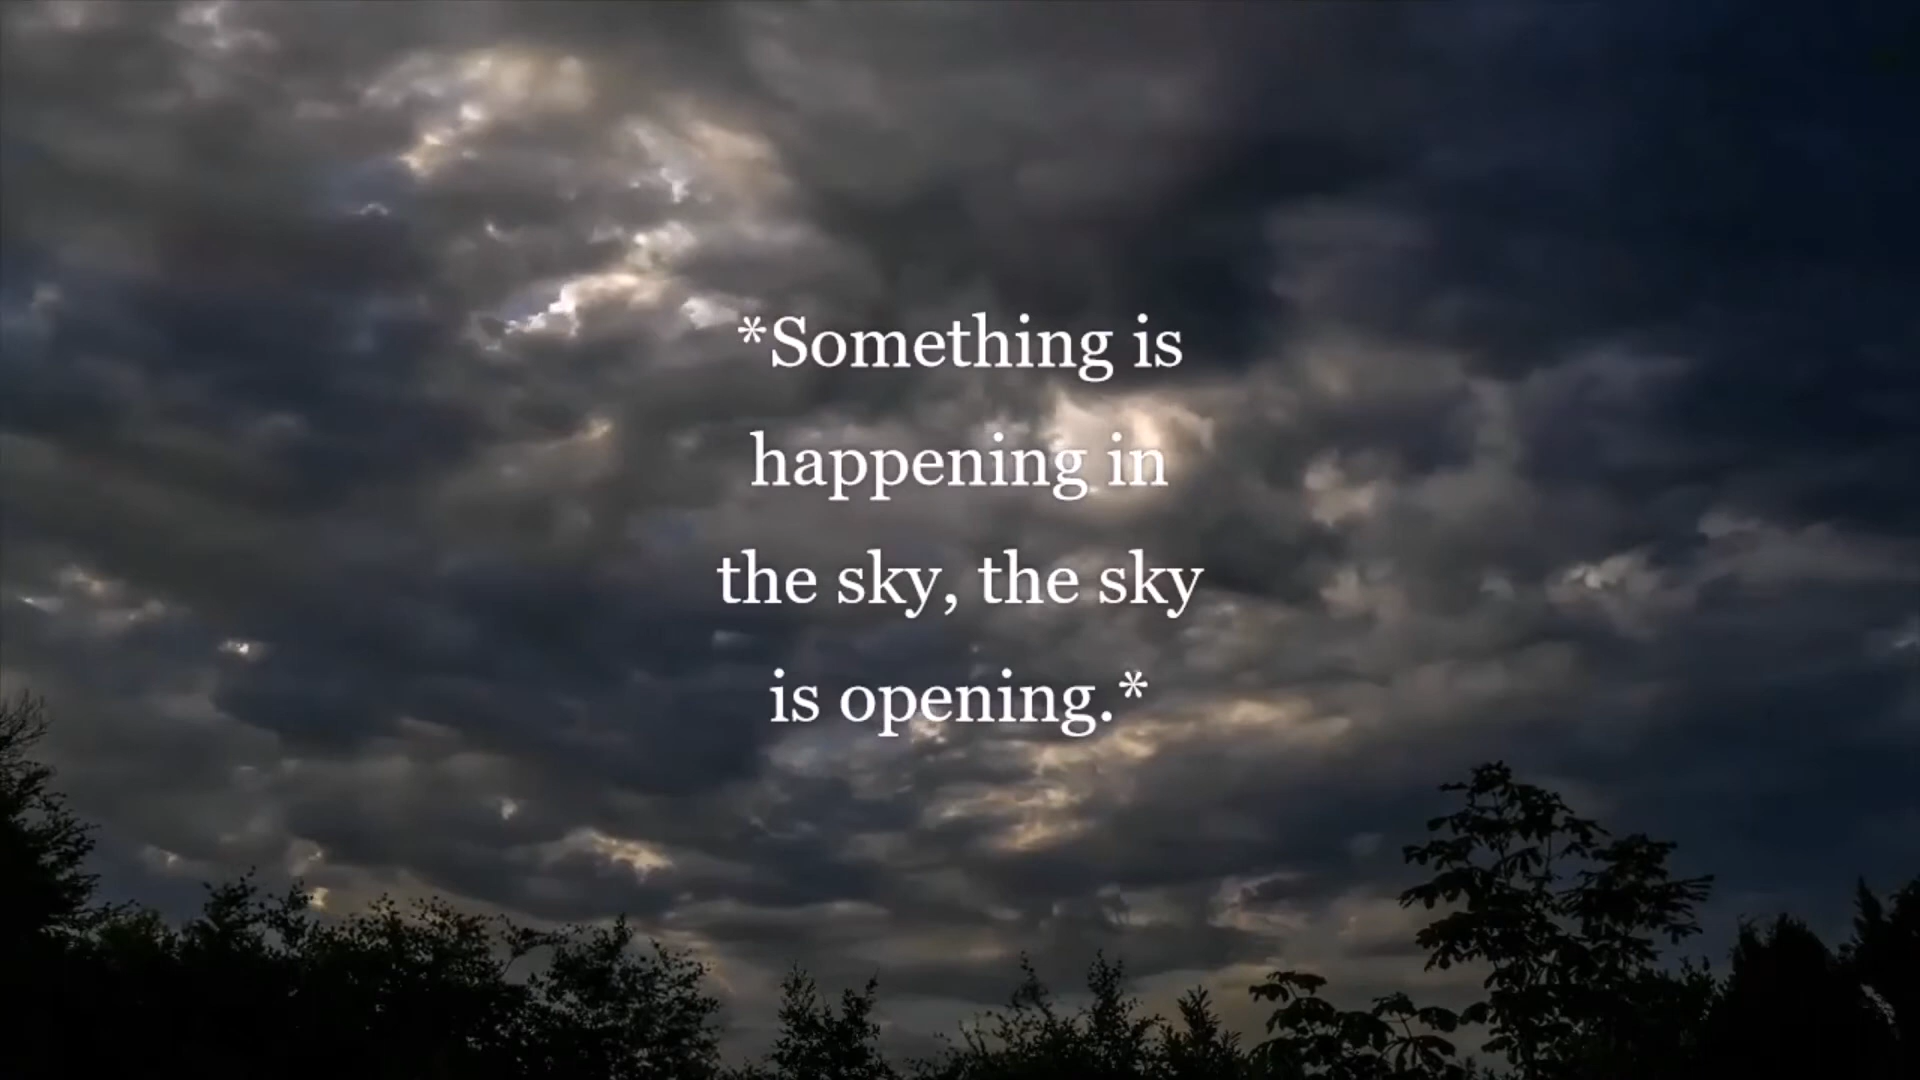 *Something is
happening in
the sky, the sky
is opening.*